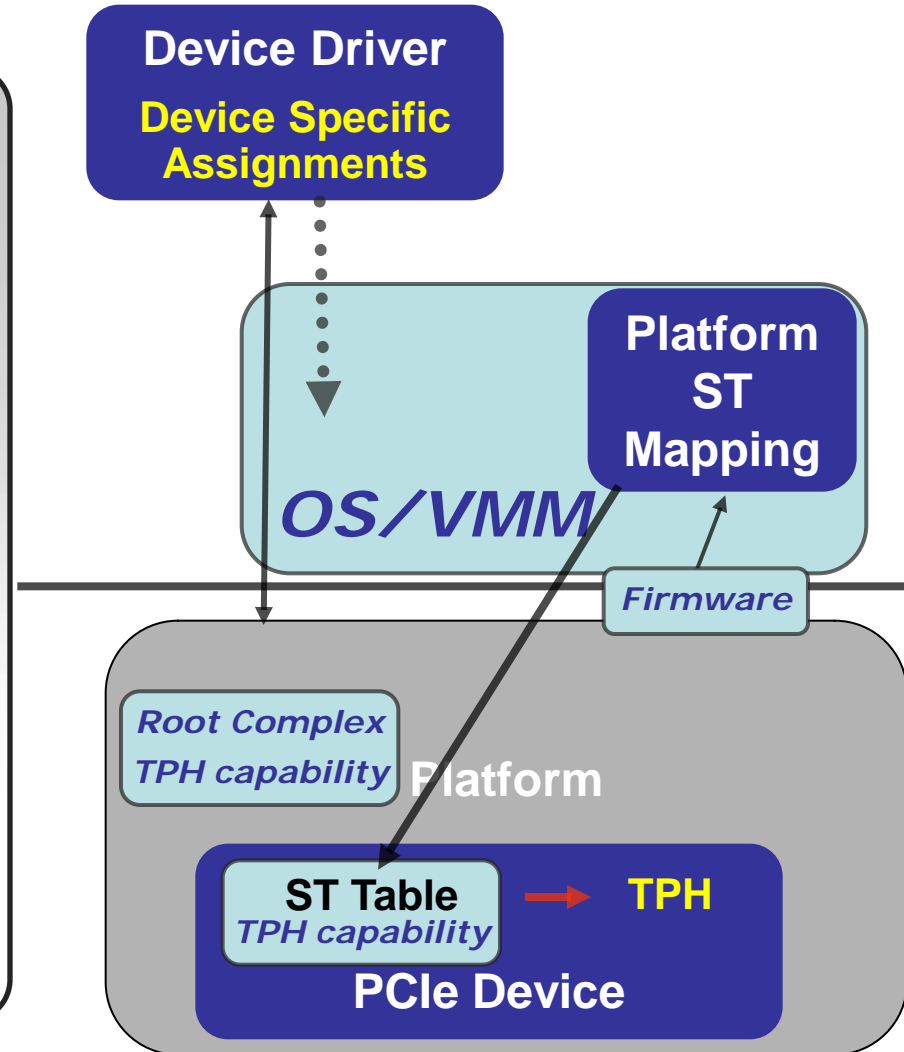 Device Driver
Device Specific
Assignments
Platform
ST
Mapping
OS/VMM
Firmware
Root Complex
TPH capability
Platform
ST Table
TPH capability
TPH
PCIe Device